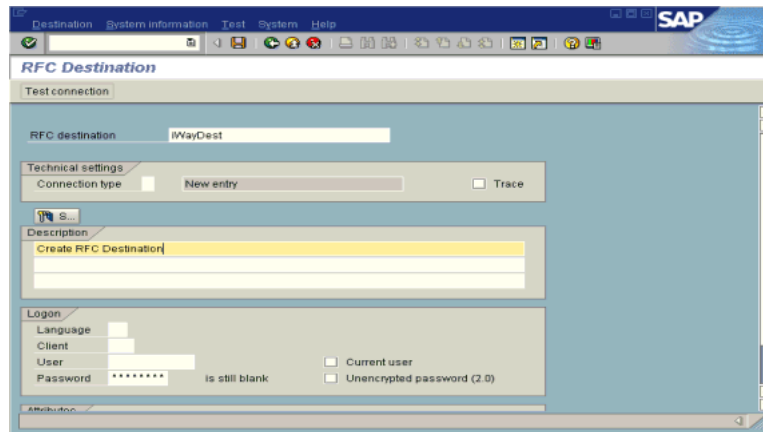 Destination System information Test System Help
SAP
RFC Destination
Test connection
RFC destination iWayDest
Technical settings
Connection type New entry Trace
S...
Description
Create RFC Destination
Logon
Language
Client
User Current user
Password ******** is still blank Unencrypted password (2.0)
Attributes